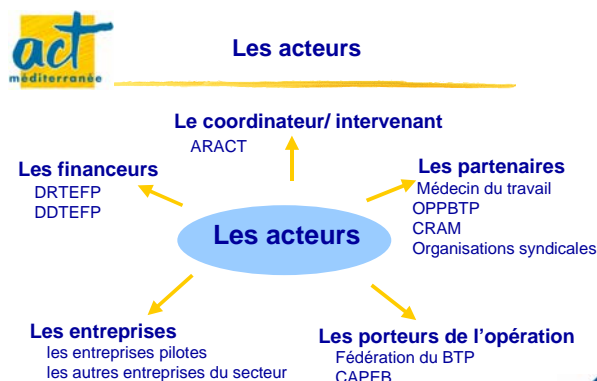 act
méditerranée
Les acteurs
Le coordinateur/ intervenant
ARACT
Les financeurs
DRTEFP
DDTEFP
Les partenaires
Médecin du travail
OPPBTP
CRAM
Organisations syndicales
Les acteurs
Les entreprises
les entreprises pilotes
les autres entreprises du secteur
Les porteurs de l'opération
Fédération du BTP
CAPEB